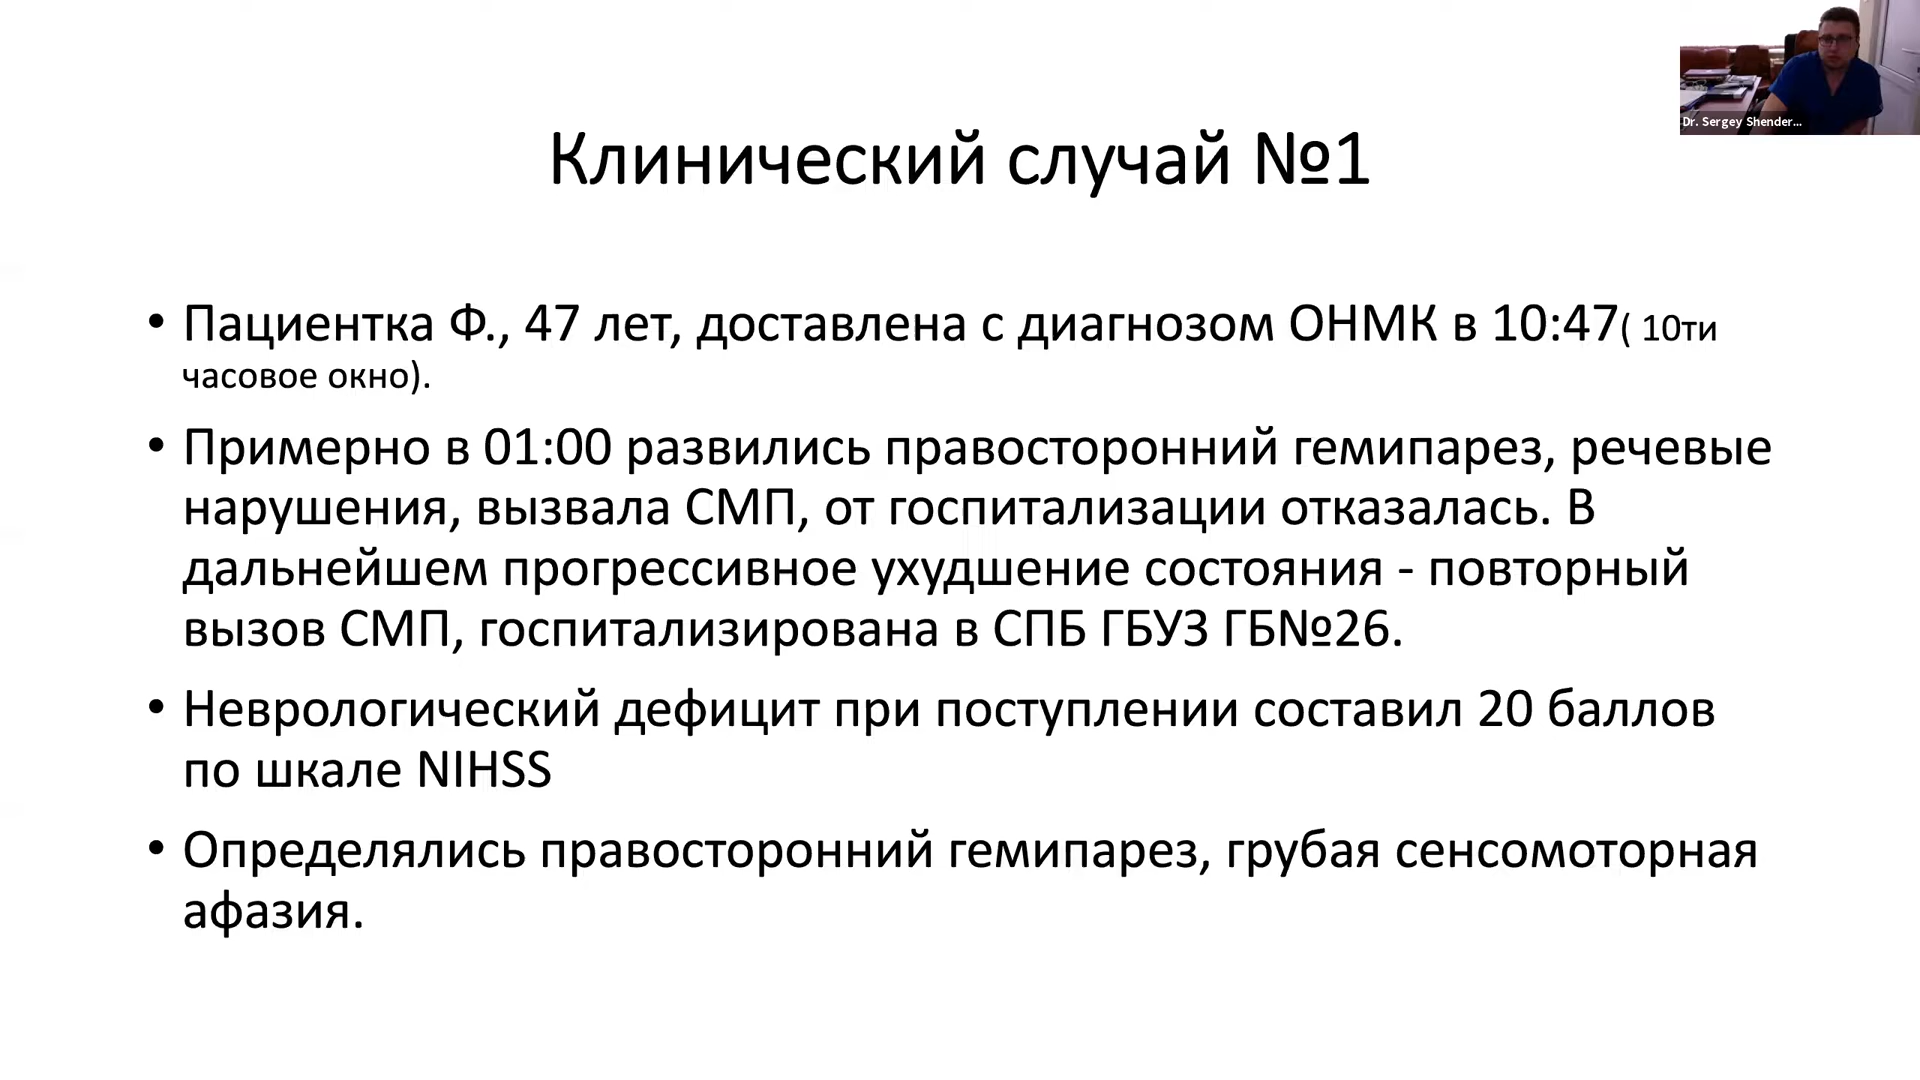 Dr. Sergey Shender...
Клинический случай №1
• Пациентка Ф., 47 лет, доставлена с диагнозом ОНМК в 10:47( 10ти
часовое окно).
• Примерно в 01:00 развились правосторонний гемипарез, речевые
нарушения, вызвала СМП, от госпитализации отказалась. В
дальнейшем прогрессивное ухудшение состояния - повторный
вызов СМП, госпитализирована в СПБ ГБУЗ ГБ№26.
• Неврологический дефицит при поступлении составил 20 баллов
по шкале NIHSS
• Определялись правосторонний гемипарез, грубая сенсомоторная
афазия.